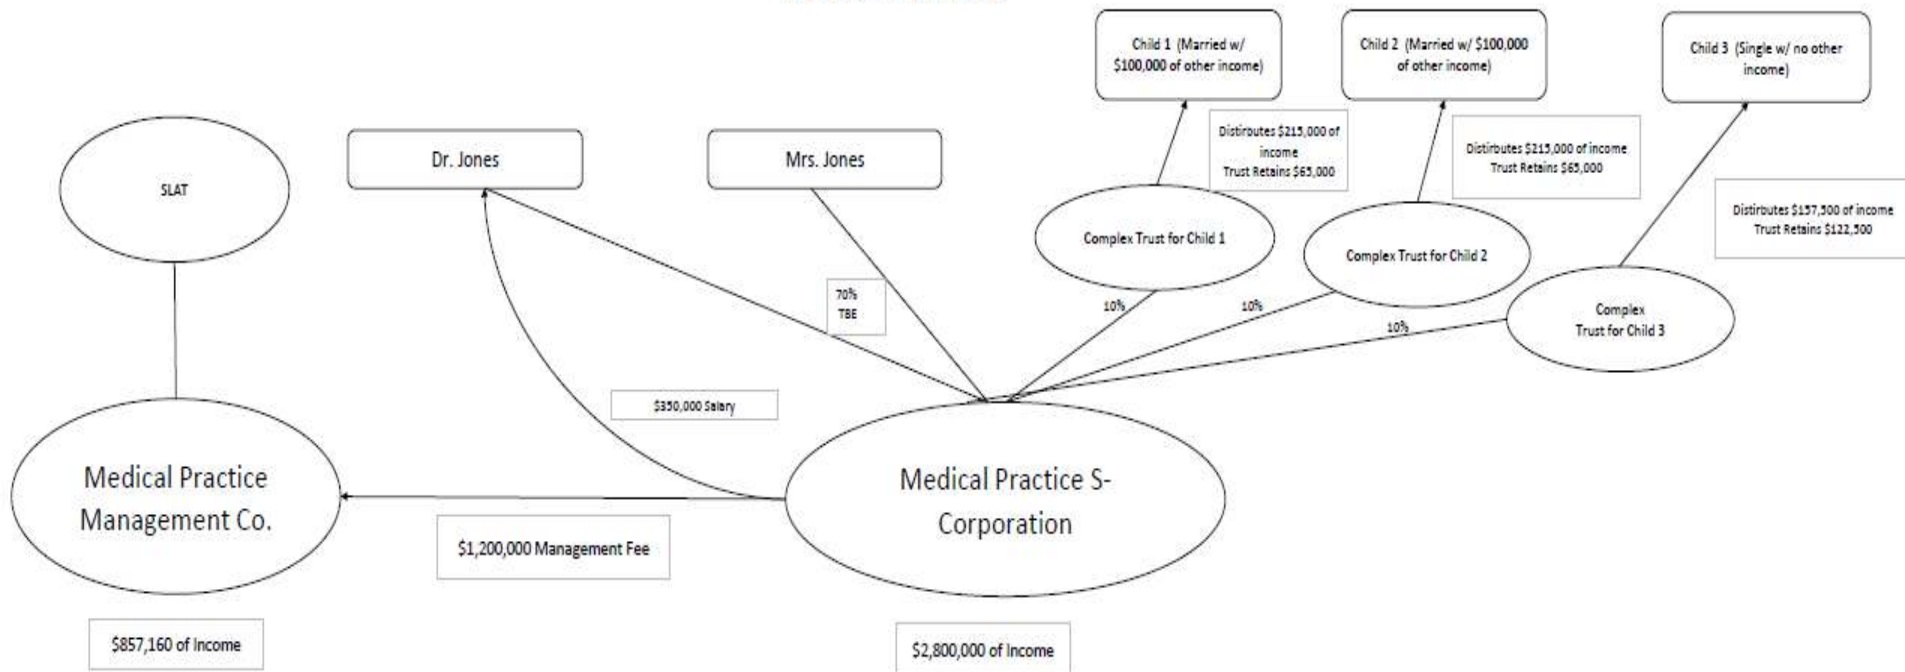 Child 1 (Married w/
$100,000 of other income)
Child 2 (Married w/ $100,000
of other income)
Child 3 (Single w/ no other
income)
SLAT
Dr. Jones
Mrs. Jones
Distirbutes $215,000 of
income
Trust Retains $65,000
Distirbutes $215,000 of income
Trust Retains $65,000
Distirbutes $157,500 of income
Trust Retains $122,500
Complex Trust for Child 1
Complex Trust for Child 2
Complex
Trust for Child 3
70%
TBE
10%
10%
10%
$350,000 Salary
Medical Practice
Management Co.
Medical Practice S-
Corporation
$1,200,000 Management Fee
$857,160 of Income
$2,800,000 of Income